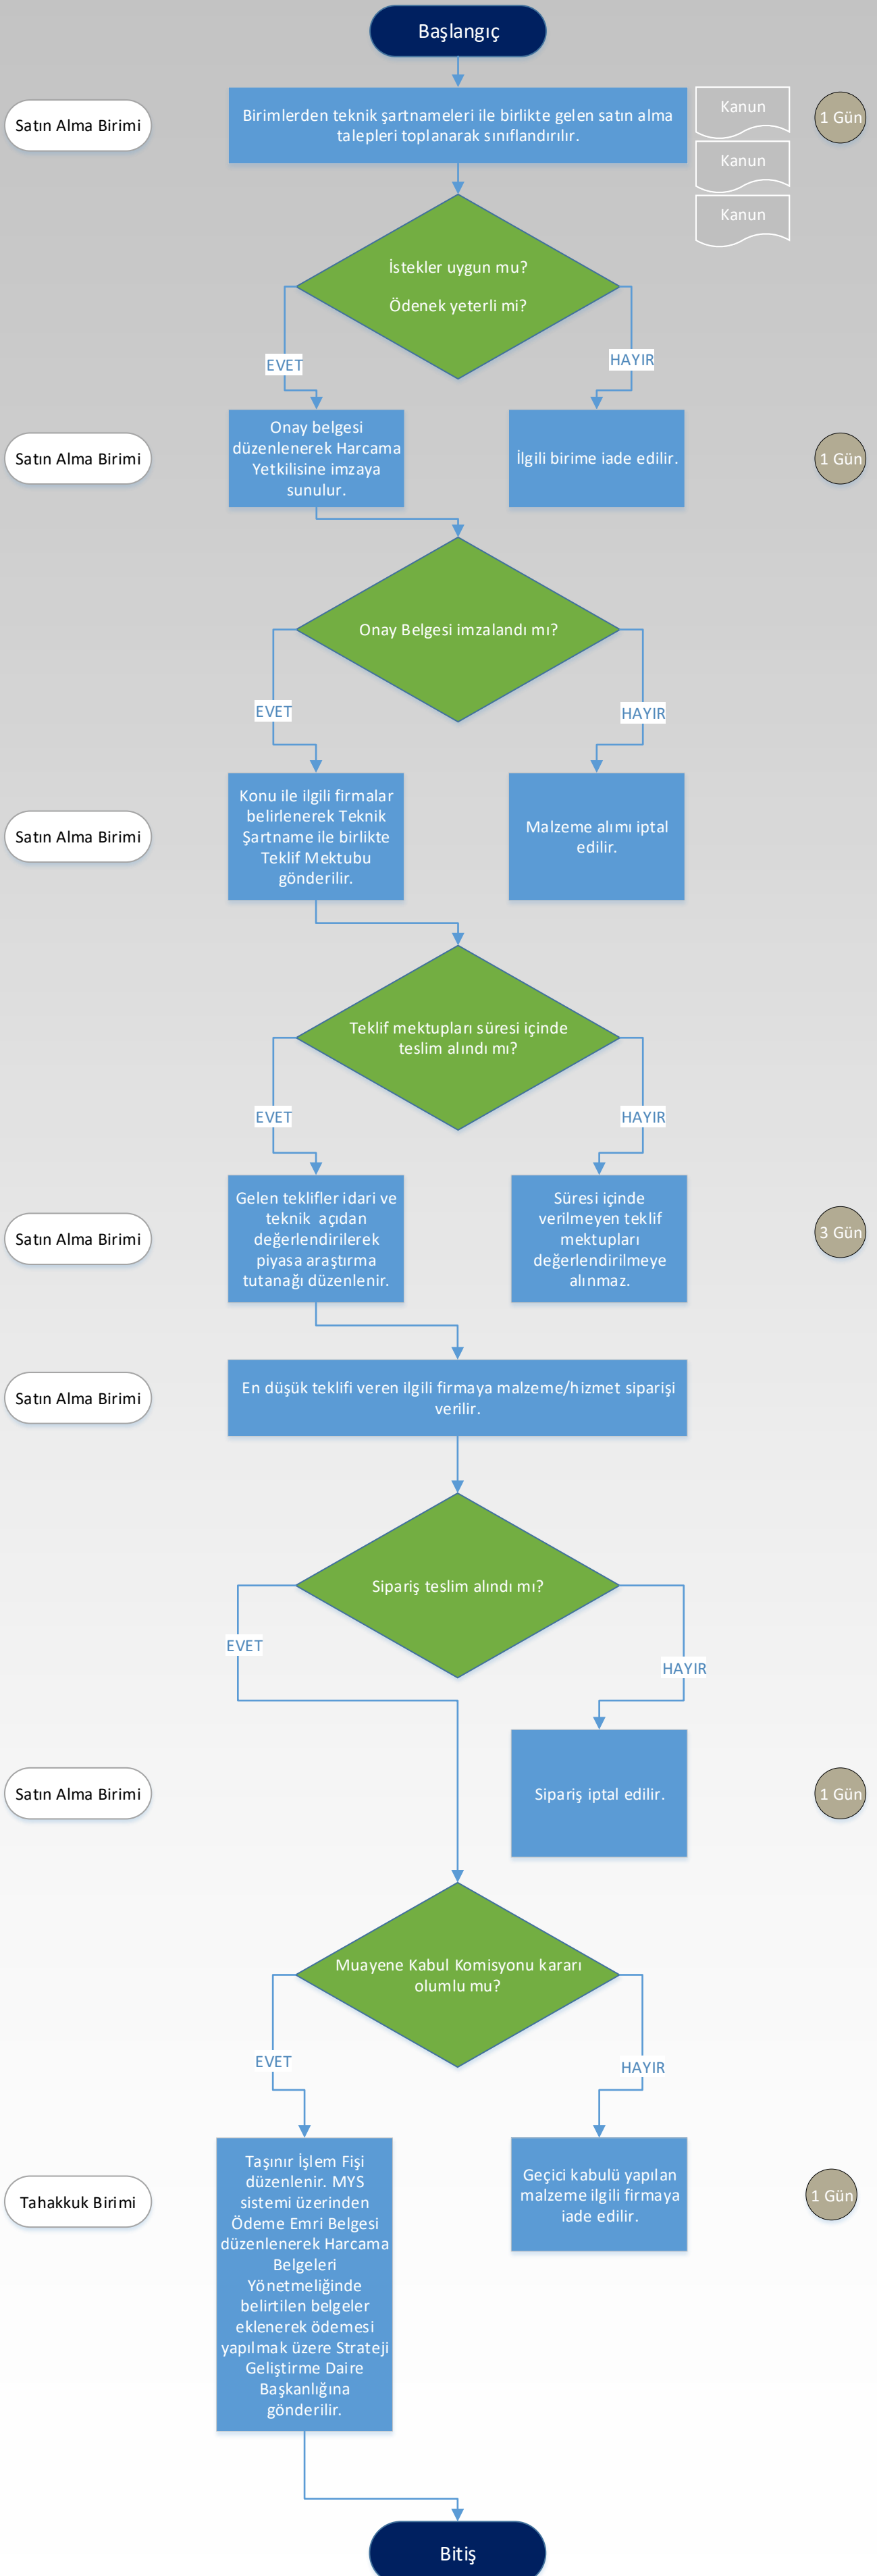 Başlangıç
Satın Alma Birimi
Birimlerden teknik şartnameleri ile birlikte gelen satın alma
talepleri toplanarak sınıflandırılır.
Kanun
Kanun
Kanun
1 Gün
İstekler uygun mu?
Ödenek yeterli mi?
EVET
HAYIR
Satın Alma Birimi
Onay belgesi
düzenlenerek Harcama
Yetkilisine imzaya
sunulur.
İlgili birime iade edilir.
1 Gün
Onay Belgesi imzalandı mı?
EVET
HAYIR
Satın Alma Birimi
Konu ile ilgili firmalar
belirlenerek Teknik
Şartname ile birlikte
Teklif Mektubu
gönderilir.
Malzeme alımı iptal
edilir.
Teklif mektupları süresi içinde
teslim alındı mı?
EVET
HAYIR
Satın Alma Birimi
Gelen teklifler idari ve
teknik açıdan
değerlendirilerek
piyasa araştırma
tutanağı düzenlenir.
Süresi içinde
verilmeyen teklif
mektupları
değerlendirilmeye
alınmaz.
3 Gün
Satın Alma Birimi
En düşük teklifi veren ilgili firmaya malzeme/hizmet siparişi
verilir.
Sipariş teslim alındı mı?
EVET
HAYIR
Satın Alma Birimi
Sipariş iptal edilir.
1 Gün
Muayene Kabul Komisyonu kararı
olumlu mu?
EVET
HAYIR
Tahakkuk Birimi
Taşınır İşlem Fişi
düzenlenir. MYS
sistemi üzerinden
Ödeme Emri Belgesi
düzenlenerek Harcama
Belgeleri
Yönetmeliğinde
belirtilen belgeler
eklenerek ödemesi
yapılmak üzere Strateji
Geliştirme Daire
Başkanlığına
gönderilir.
Geçici kabulü yapılan
malzeme ilgili firmaya
iade edilir.
1 Gün
Bitiş